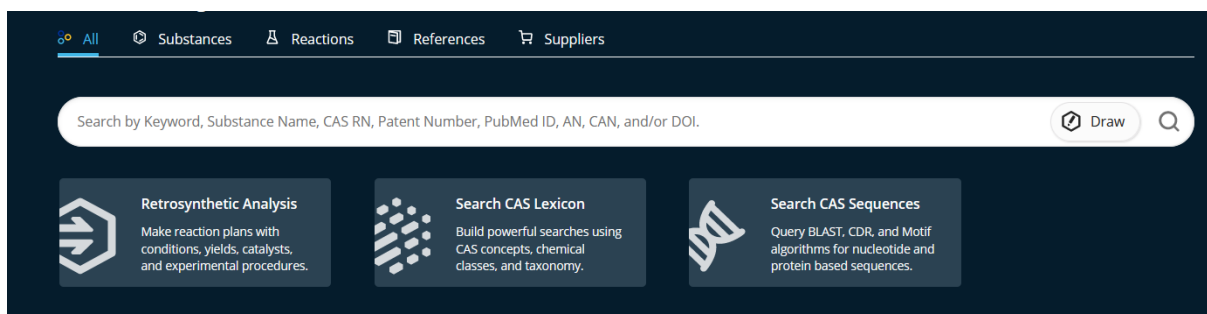 All
Substances
Reactions
References
Suppliers
Search by Keyword, Substance Name, CAS RN, Patent Number, PubMed ID, AN, CAN, and/or DOI.
Draw
Retrosynthetic Analysis
Make reaction plans with
conditions, yields, catalysts,
and experimental procedures.
Search CAS Lexicon
Build powerful searches using
CAS concepts, chemical
classes, and taxonomy.
Search CAS Sequences
Query BLAST, CDR, and Motif
algorithms for nucleotide and
protein based sequences.